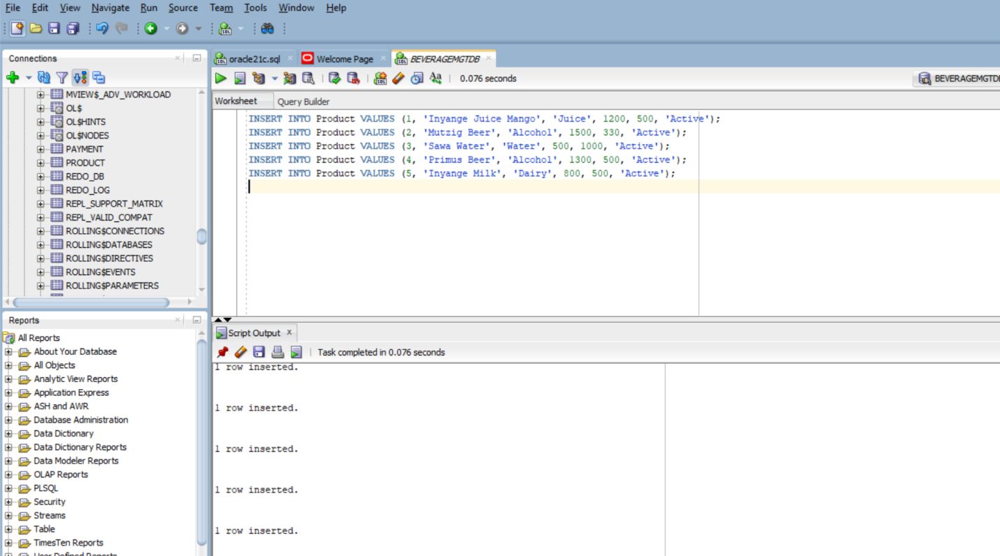 File Edit View Navigate Run Source Team Tools Window Help
Connections
oracle21c.sql
Welcome Page
BEVERAGEMGTDB
0.076 seconds
BEVERAGEMGTD
Worksheet
Query Builder
MVIEW$_ADV_WORKLOAD
OL$
OL$HINTS
OL$NODES
PAYMENT
PRODUCT
REDO_DB
REDO_LOG
REPL_SUPPORT_MATRIX
REPL_VALID_COMPAT
ROLLING$CONNECTIONS
ROLLING$DATABASES
ROLLING$DIRECTIVES
ROLLING$EVENTS
ROLLING$PARAMETERS
INSERT INTO Product VALUES (1, 'Inyange Juice Mango', 'Juice', 1200, 500, 'Active');
INSERT INTO Product VALUES (2, 'Mutzig Beer', 'Alcohol', 1500, 330, 'Active');
INSERT INTO Product VALUES (3, 'Sawa Water', 'Water', 500, 1000, 'Active');
INSERT INTO Product VALUES (4, 'Primus Beer', 'Alcohol', 1300, 500, 'Active');
INSERT INTO Product VALUES (5, 'Inyange Milk', 'Dairy', 800, 500, 'Active');
Reports
All Reports
About Your Database
All Objects
Analytic View Reports
Application Express
ASH and AWR
Database Administration
Data Dictionary
Data Dictionary Reports
Data Modeler Reports
OLAP Reports
PLSQL
Security
Streams
Table
TimesTen Reports
User Defined Reports
Script Output
Task completed in 0.076 seconds
1 row inserted.
1 row inserted.
1 row inserted.
1 row inserted.
1 row inserted.